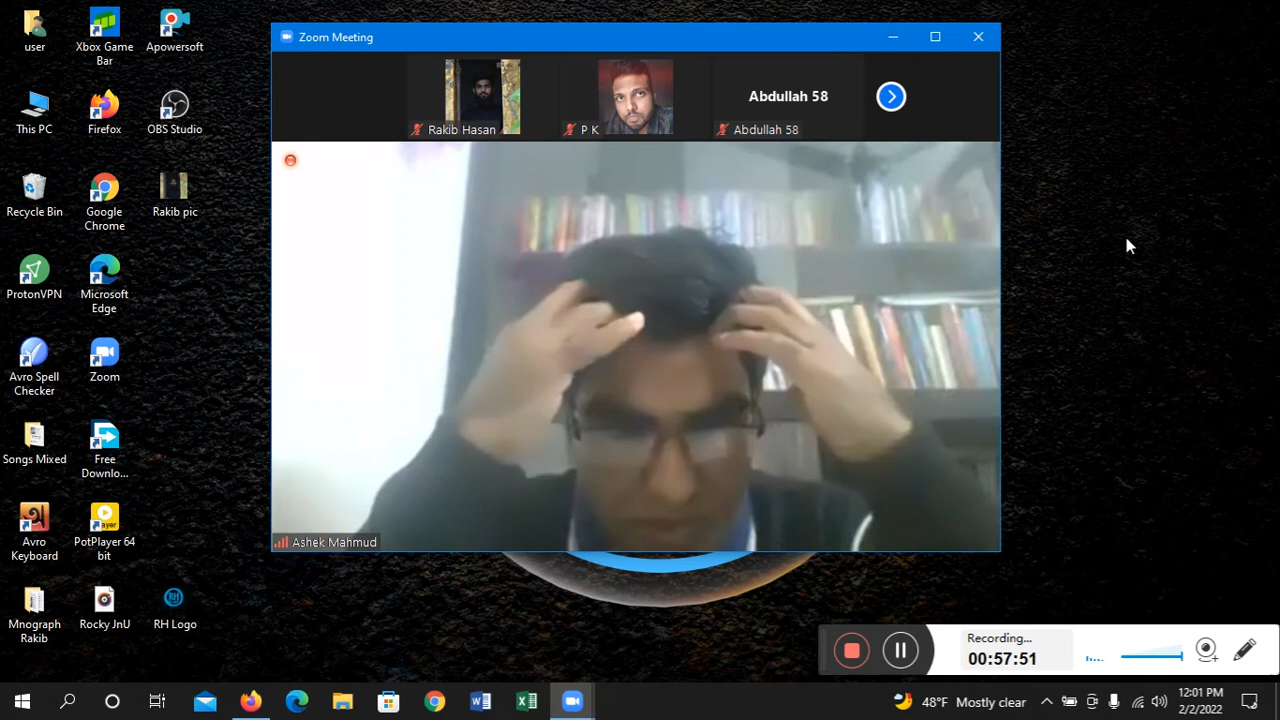 user
Xbox Game
Bar
Apowersoft
This PC
Firefox
OBS Studio
Recycle Bin
Google
Chrome
Rakib pic
ProtonVPN
Microsoft
Edge
Avro Spell
Checker
Zoom
Songs Mixed
Free
Downlo...
Avro
Keyboard
PotPlayer 64
bit
Mnograph
Rakib
Rocky JnU
RH Logo
RH
Zoom Meeting
Rakib Hasan
P K
Abdullah 58
Abdullah 58
Ashek Mahmud
Recording...
00:57:51
48°F Mostly clear
12:01 PM
2/2/2022